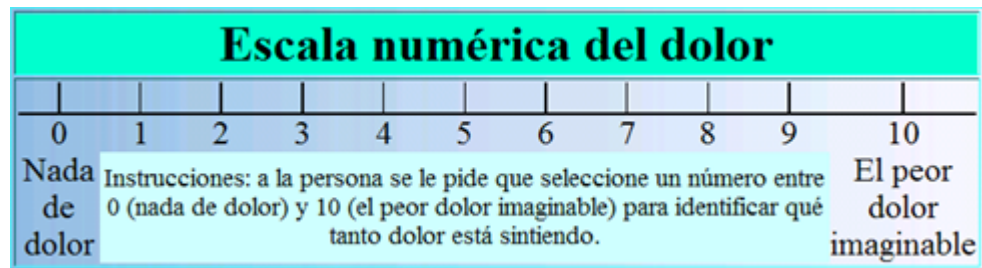 Escala numérica del dolor
0 1 2 3 4 5 6 7 8 9 10
Nada
de
dolor
Instrucciones: a la persona se le pide que seleccione un número entre
0 (nada de dolor) y 10 (el peor dolor imaginable) para identificar qué
tanto dolor está sintiendo.
El peor
dolor
imaginable